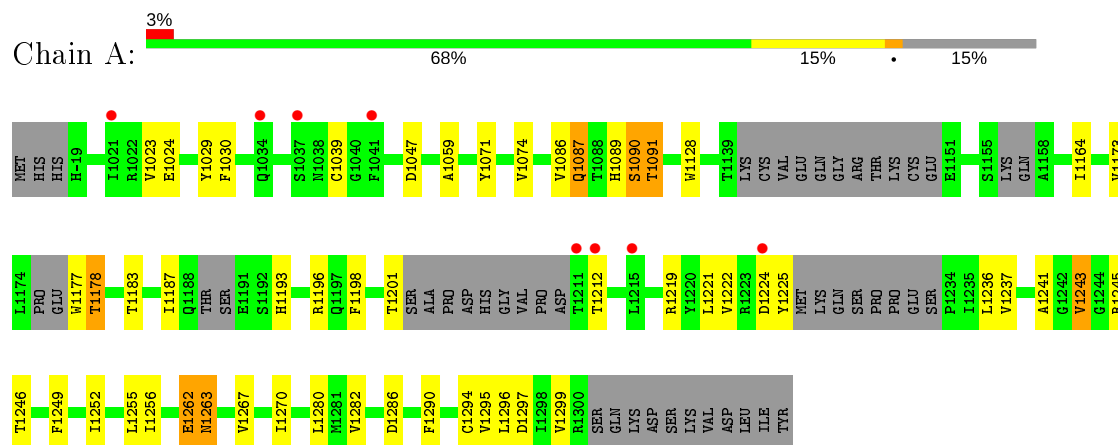 3%
Chain A:
68% 15% • 15%
MET HIS HIS H-19 I1021 R1022 V1023 E1024 Y1029 F1030 Q1034 S1037 N1038 C1039 G1040 F1041 D1047 A1059 Y1071 V1074 V1086 Q1087 T1088 H1089 S1090 T1091 W1128 T1139 LYS CYS VAL GLU GLN GLY ARG THR LYS CYS GLU E1151 S1155 LYS GLN A1158 I1164 V1173
L1174 PRO GLU W1177 T1178 T1183 I1187 Q1188 THR SER E1191 S1192 H1193 R1196 Q1197 F1198 T1201 SER ALA PRO ASP HIS GLY VAL PRO ASP T1211 T1212 L1215 R1219 Y1220 L1221 V1222 R1223 D1224 Y1225 MET LYS GLN SER PRO PRO GLU SER P1234 I1235 L1236 V1237 A1241 G1242 V1243 G1244 R1245
T1246 F1249 I1252 L1255 I1256 E1262 N1263 V1267 I1270 L1280 M1281 V1282 D1286 F1290 C1294 V1295 L1296 D1297 I1298 V1299 R1300 SER GLN LYS ASP SER LYS VAL ASP LEU ILE TYR